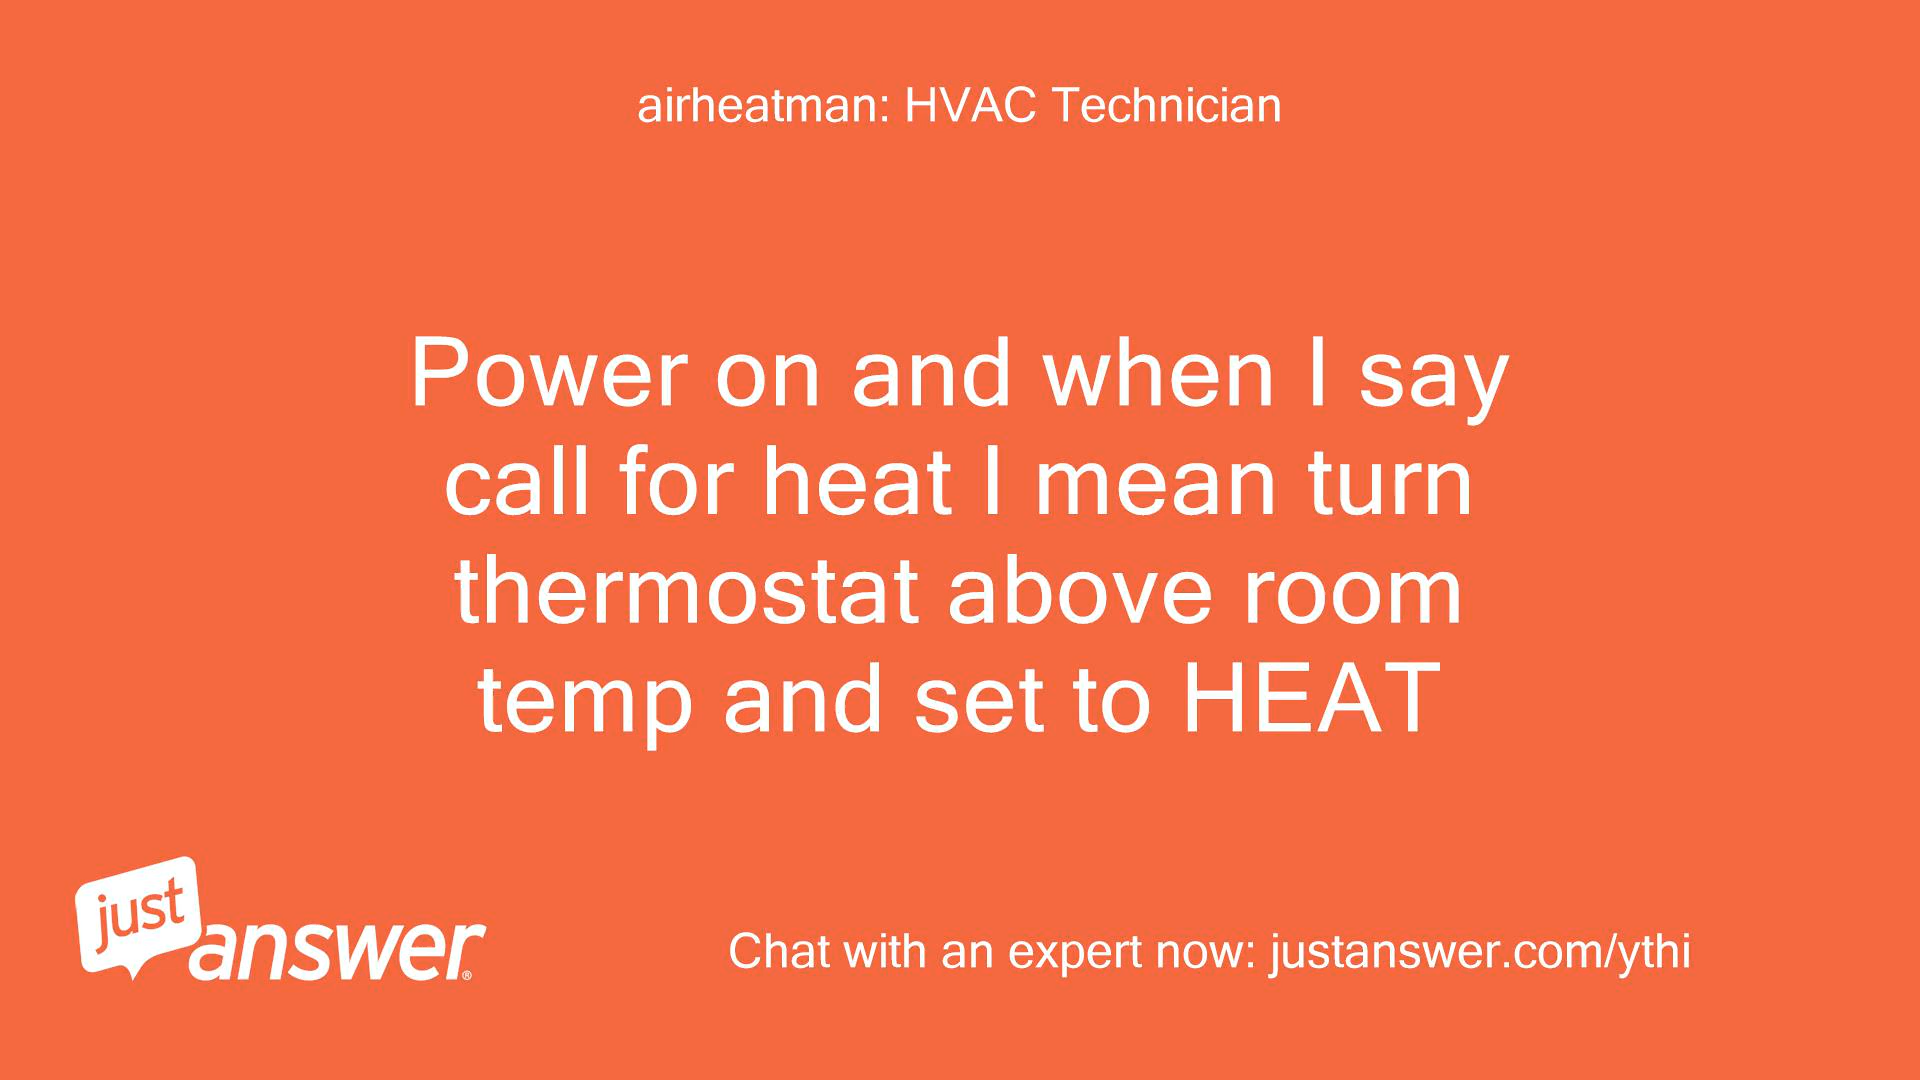 airheatman: HVAC Technician
Power on and when I say
call for heat I mean turn
thermostat above room
temp and set to HEAT
just
answer®
Chat with an expert now: justanswer.com/ythi